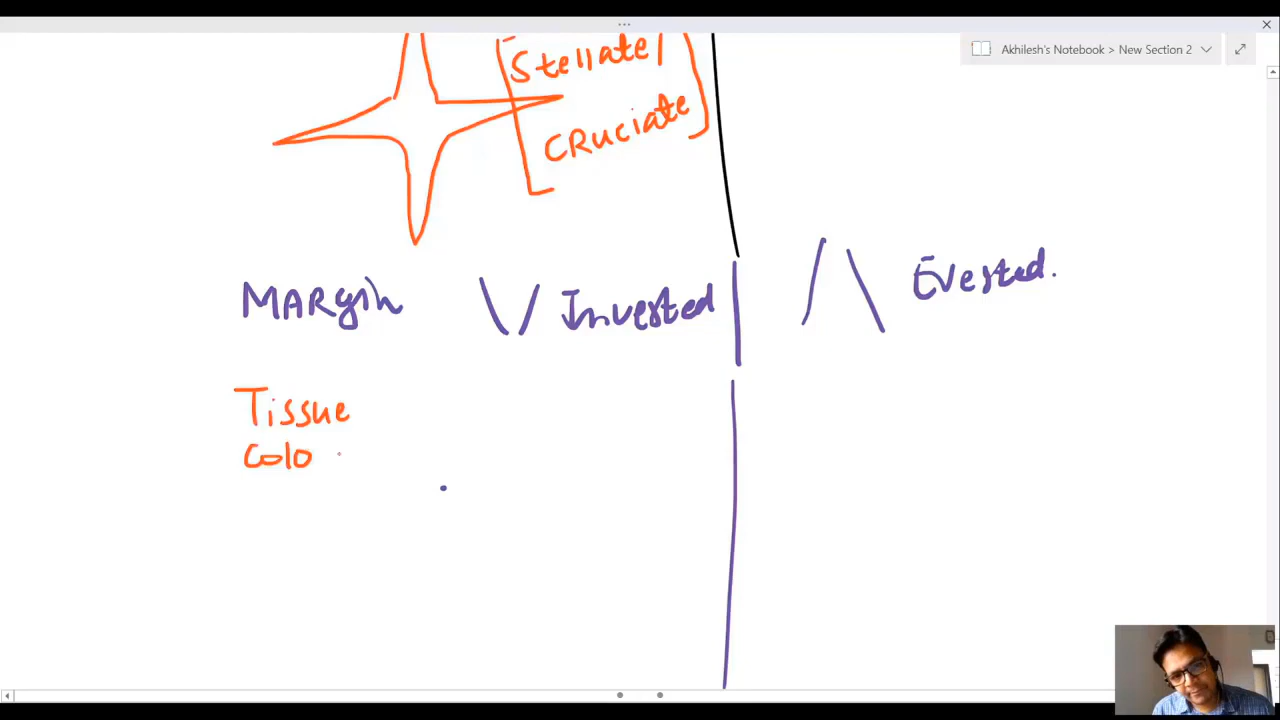 Akhilesh's Notebook > New Section 2
Stellate/
CRuciate
MARgin
Inverted
Everted.
Tissue
Colo